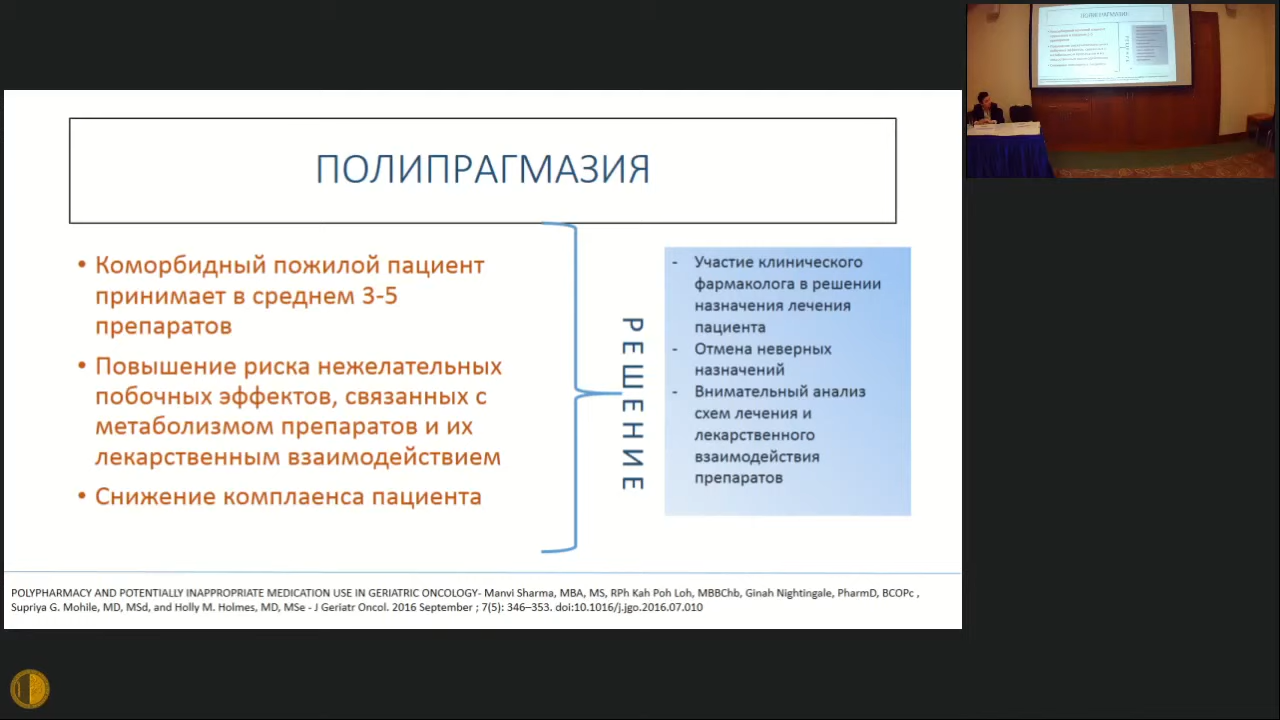 ПОЛИПРАГМАЗИЯ
• Коморбидный пожилой пациент
принимает в среднем 3-5
препаратов
• Повышение риска нежелательных
побочных эффектов, связанных с
метаболизмом препаратов и их
лекарственным взаимодействием
• Снижение комплаенса пациента
РЕШЕНИЕ
- Участие клинического
фармаколога в решении
назначения лечения
пациента
- Отмена неверных
назначений
- Внимательный анализ
схем лечения и
лекарственного
взаимодействия
препаратов
POLYPHARMACY AND POTENTIALLY INAPPROPRIATE MEDICATION USE IN GERIATRIC ONCOLOGY- Manvi Sharma, MBA, MS, RPh Kah Poh Loh, MBBChb, Ginah Nightingale, PharmD, BCOPc ,
Supriya G. Mohile, MD, MSd, and Holly M. Holmes, MD, MSe - J Geriatr Oncol. 2016 September ; 7(5): 346–353. doi:10.1016/j.jgo.2016.07.010
ПОЛИПРАГМАЗИЯ